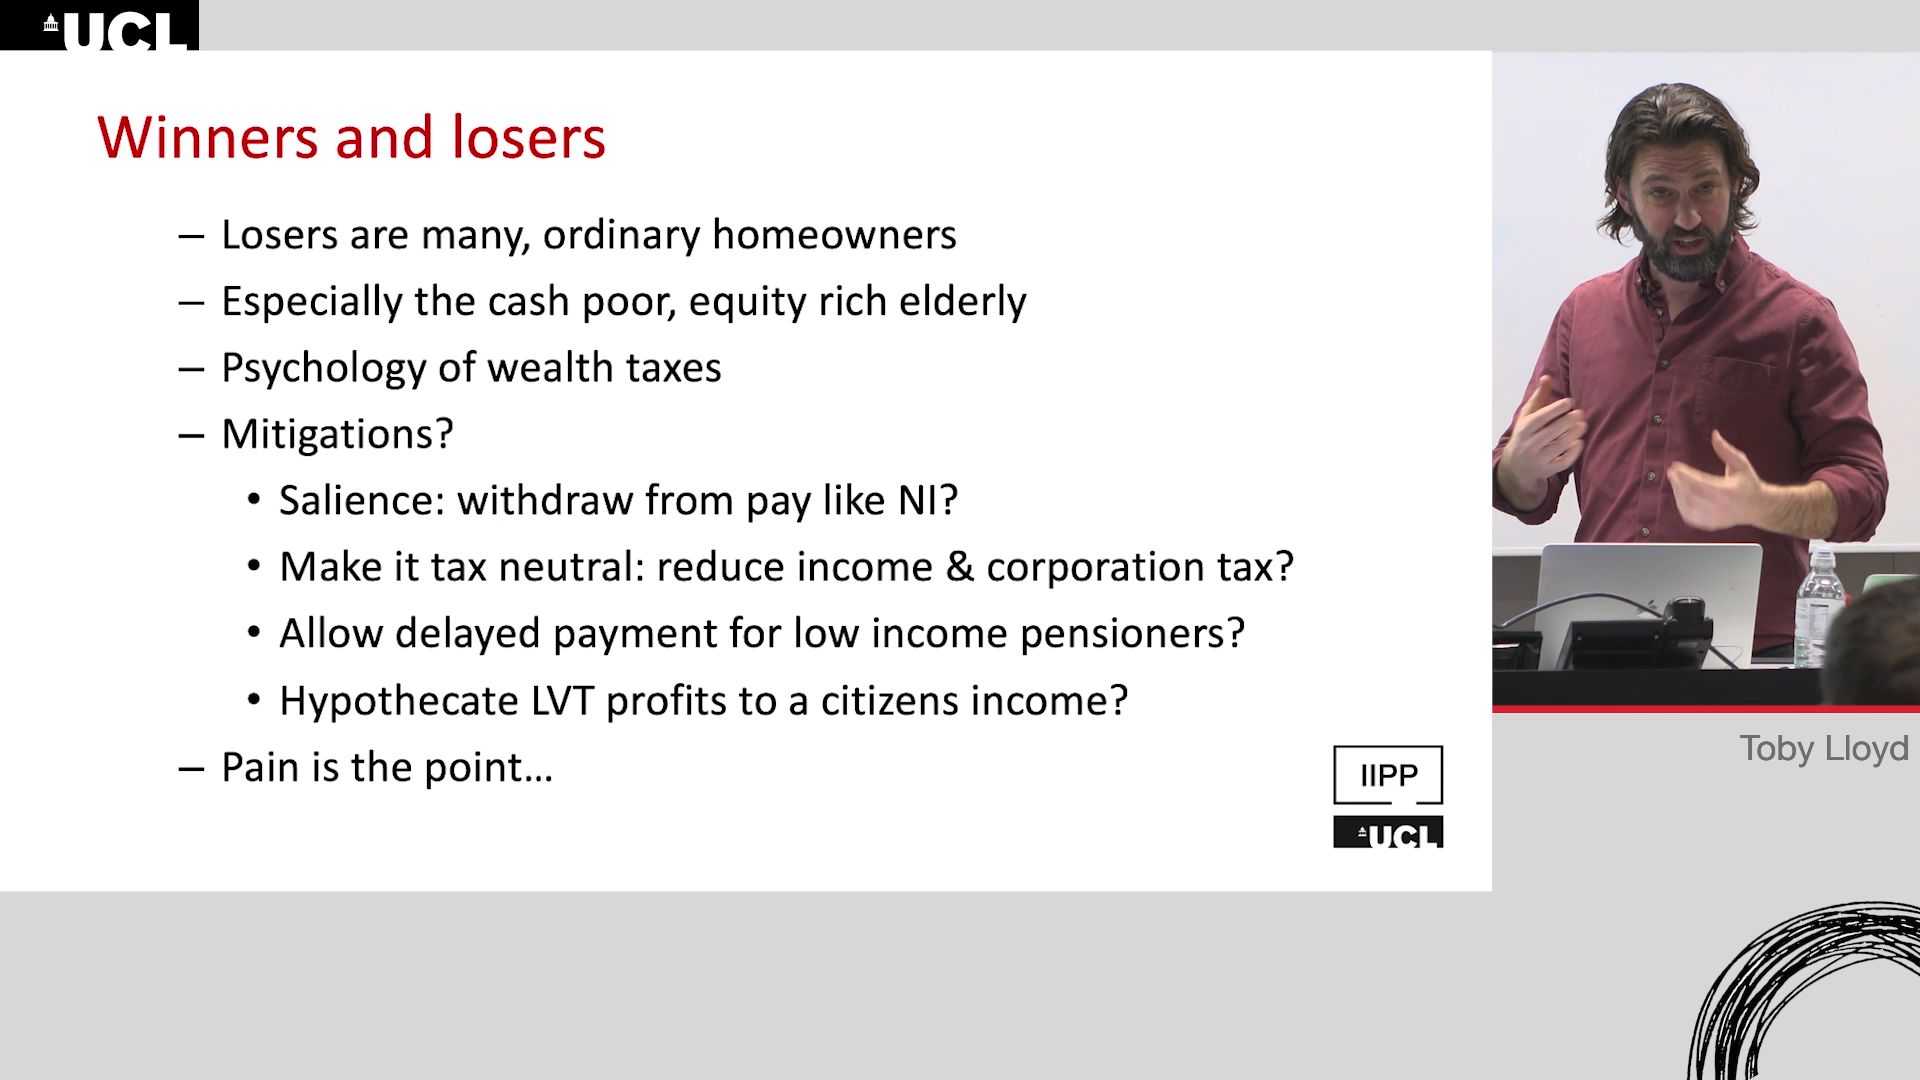 UCL
Winners and losers
– Losers are many, ordinary homeowners
– Especially the cash poor, equity rich elderly
– Psychology of wealth taxes
– Mitigations?
• Salience: withdraw from pay like NI?
• Make it tax neutral: reduce income & corporation tax?
• Allow delayed payment for low income pensioners?
• Hypothecate LVT profits to a citizens income?
– Pain is the point...
IIPP
UCL
Toby Lloyd